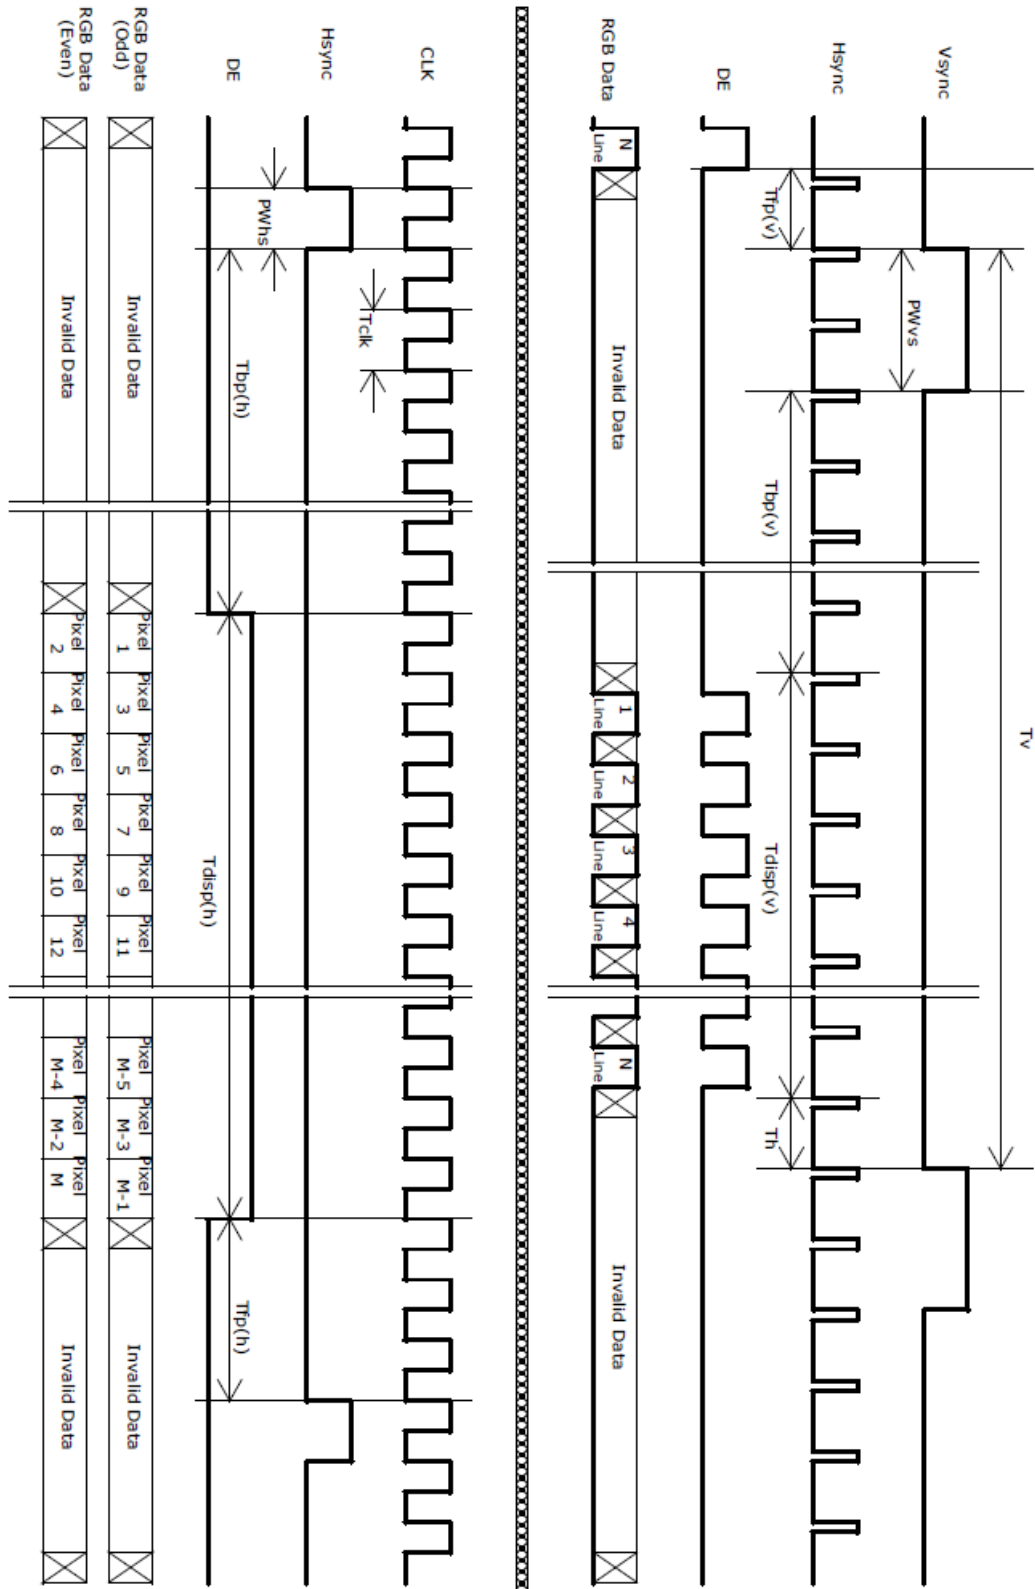 Vsync
Tv
PWvs
Hsync
Tfp(v)
Tbp(v)
Tdisp(v)
Th
DE
RGB Data
Line N
Invalid Data
Line 1
Line 2
Line 3
Line 4
Line N
Invalid Data
CLK
Tclk
Hsync
PWhs
DE
Tbp(h)
Tdisp(h)
Tfp(h)
RGB Data
(Odd)
Invalid Data
Pixel Pixel Pixel Pixel Pixel Pixel Pixel Pixel Pixel
1 3 5 7 9 11 M-5 M-3 M-1
Invalid Data
RGB Data
(Even)
Invalid Data
Pixel Pixel Pixel Pixel Pixel Pixel Pixel Pixel Pixel
2 4 6 8 10 12 M-4 M-2 M
Invalid Data